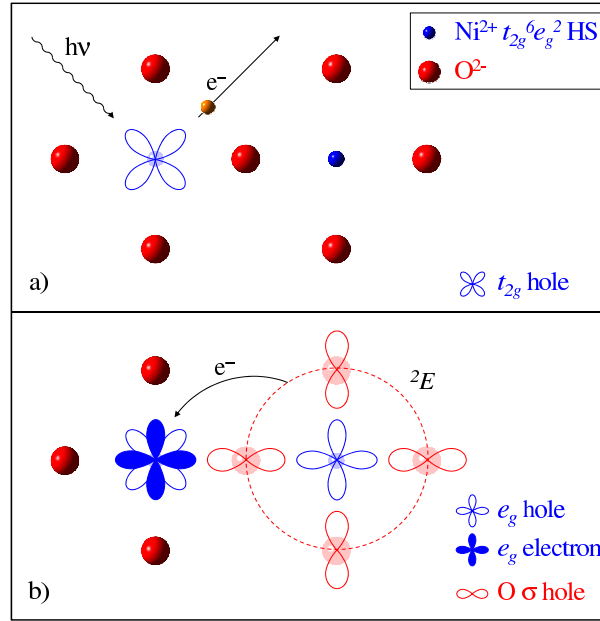 hν
e⁻
Ni²⁺ t₂g⁶eg² HS
O²⁻
a)
t₂g hole
e⁻
²E
eg hole
eg electron
O σ hole
b)